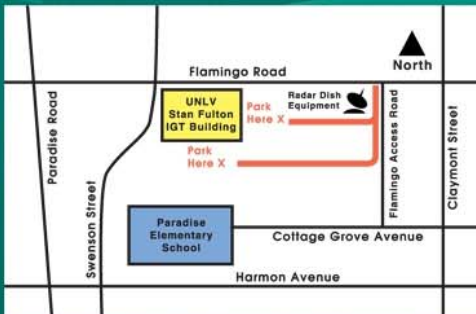 North
Flamingo Road
UNLV
Stan Fulton
IGT Building
Park
Here X
Radar Dish
Equipment
Park
Here X
Paradise Road
Swenson Street
Flamingo Access Road
Claymont Street
Paradise
Elementary
School
Cottage Grove Avenue
Harmon Avenue